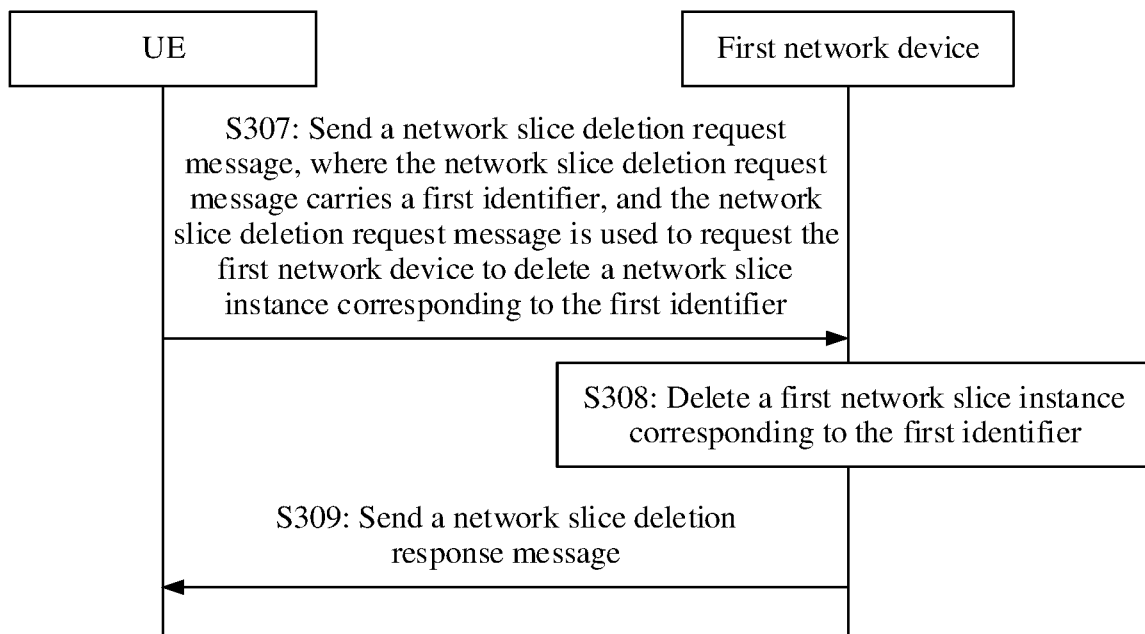 UE
First network device
S307: Send a network slice deletion request
message, where the network slice deletion request
message carries a first identifier, and the network
slice deletion request message is used to request the
first network device to delete a network slice
instance corresponding to the first identifier
S308: Delete a first network slice instance
corresponding to the first identifier
S309: Send a network slice deletion
response message